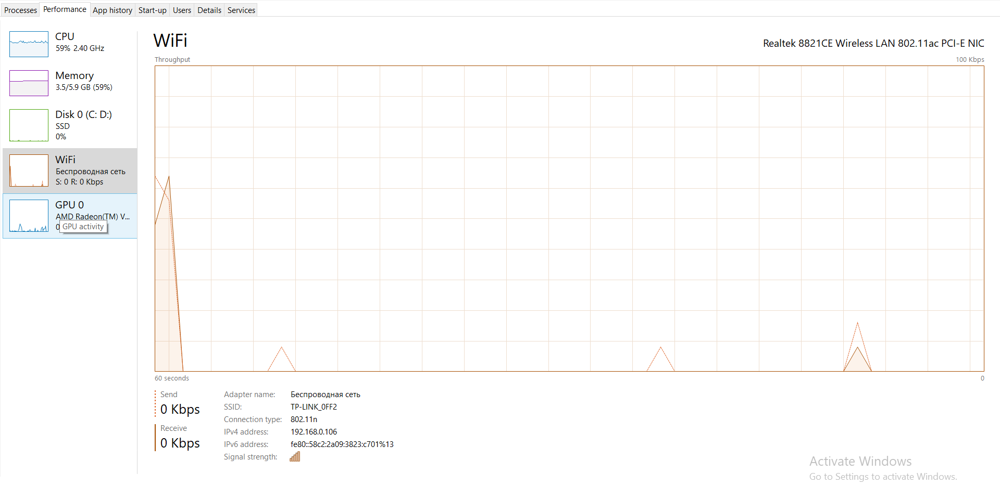 Processes Performance App history Start-up Users Details Services
CPU
59% 2.40 GHz
Memory
3.5/5.9 GB (59%)
Disk 0 (C: D:)
SSD
0%
WiFi
Беспроводная сеть
S: 0 R: 0 Kbps
GPU 0
AMD Radeon(TM) V...
0
GPU activity
WiFi
Realtek 8821CE Wireless LAN 802.11ac PCI-E NIC
Throughput
100 Kbps
60 seconds
0
Send
0 Kbps
Receive
0 Kbps
Adapter name: Беспроводная сеть
SSID: TP-LINK_0FF2
Connection type: 802.11n
IPv4 address: 192.168.0.106
IPv6 address: fe80::58c2:2a09:3823:c701%13
Signal strength:
Activate Windows
Go to Settings to activate Windows.